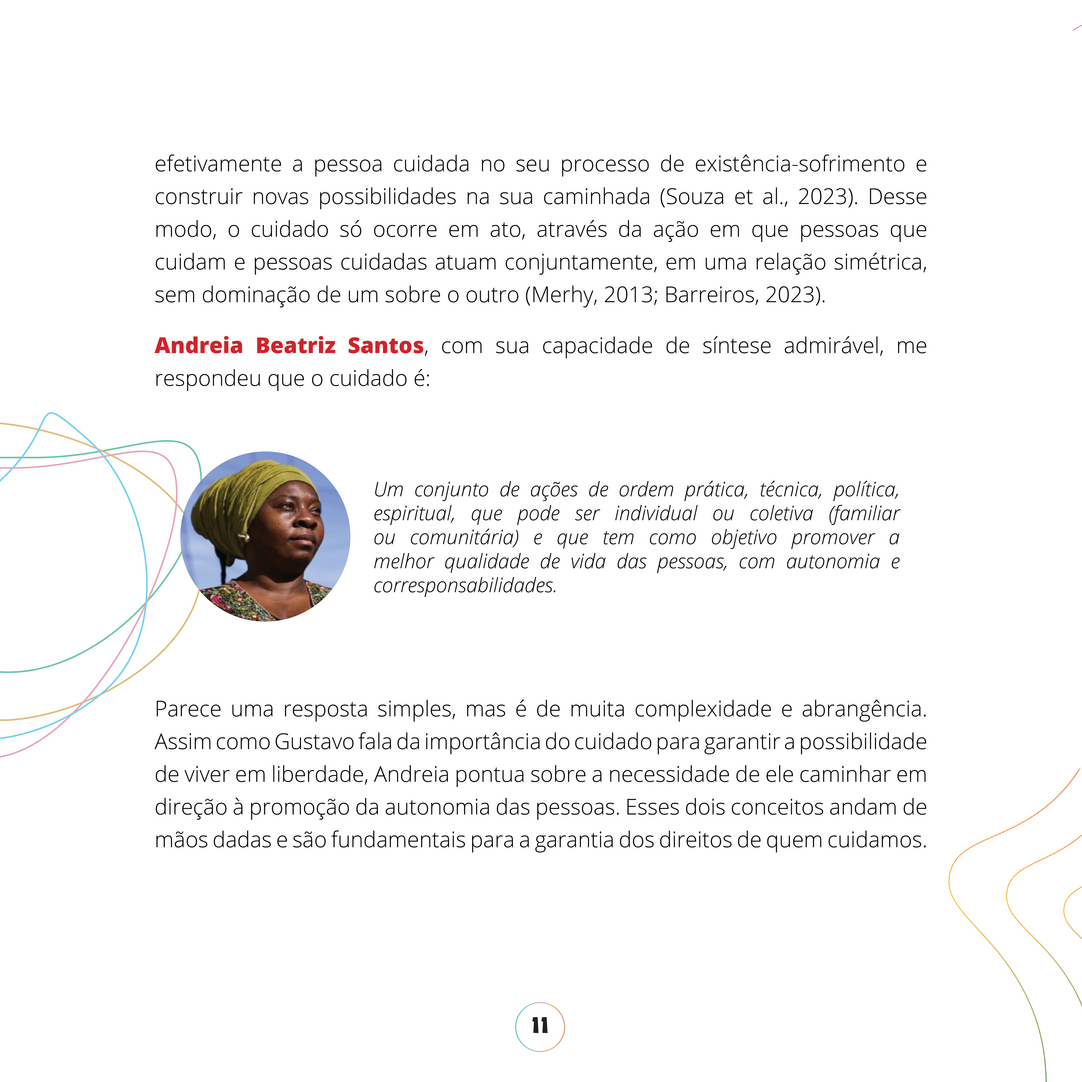 efetivamente a pessoa cuidada no seu processo de existência-sofrimento e
construir novas possibilidades na sua caminhada (Souza et al., 2023). Desse
modo, o cuidado só ocorre em ato, através da ação em que pessoas que
cuidam e pessoas cuidadas atuam conjuntamente, em uma relação simétrica,
sem dominação de um sobre o outro (Merhy, 2013; Barreiros, 2023).
Andreia Beatriz Santos, com sua capacidade de síntese admirável, me
respondeu que o cuidado é:
Um conjunto de ações de ordem prática, técnica, política,
espiritual, que pode ser individual ou coletiva (familiar
ou comunitária) e que tem como objetivo promover a
melhor qualidade de vida das pessoas, com autonomia e
corresponsabilidades.
Parece uma resposta simples, mas é de muita complexidade e abrangência.
Assim como Gustavo fala da importância do cuidado para garantir a possibilidade
de viver em liberdade, Andreia pontua sobre a necessidade de ele caminhar em
direção à promoção da autonomia das pessoas. Esses dois conceitos andam de
mãos dadas e são fundamentais para a garantia dos direitos de quem cuidamos.
11